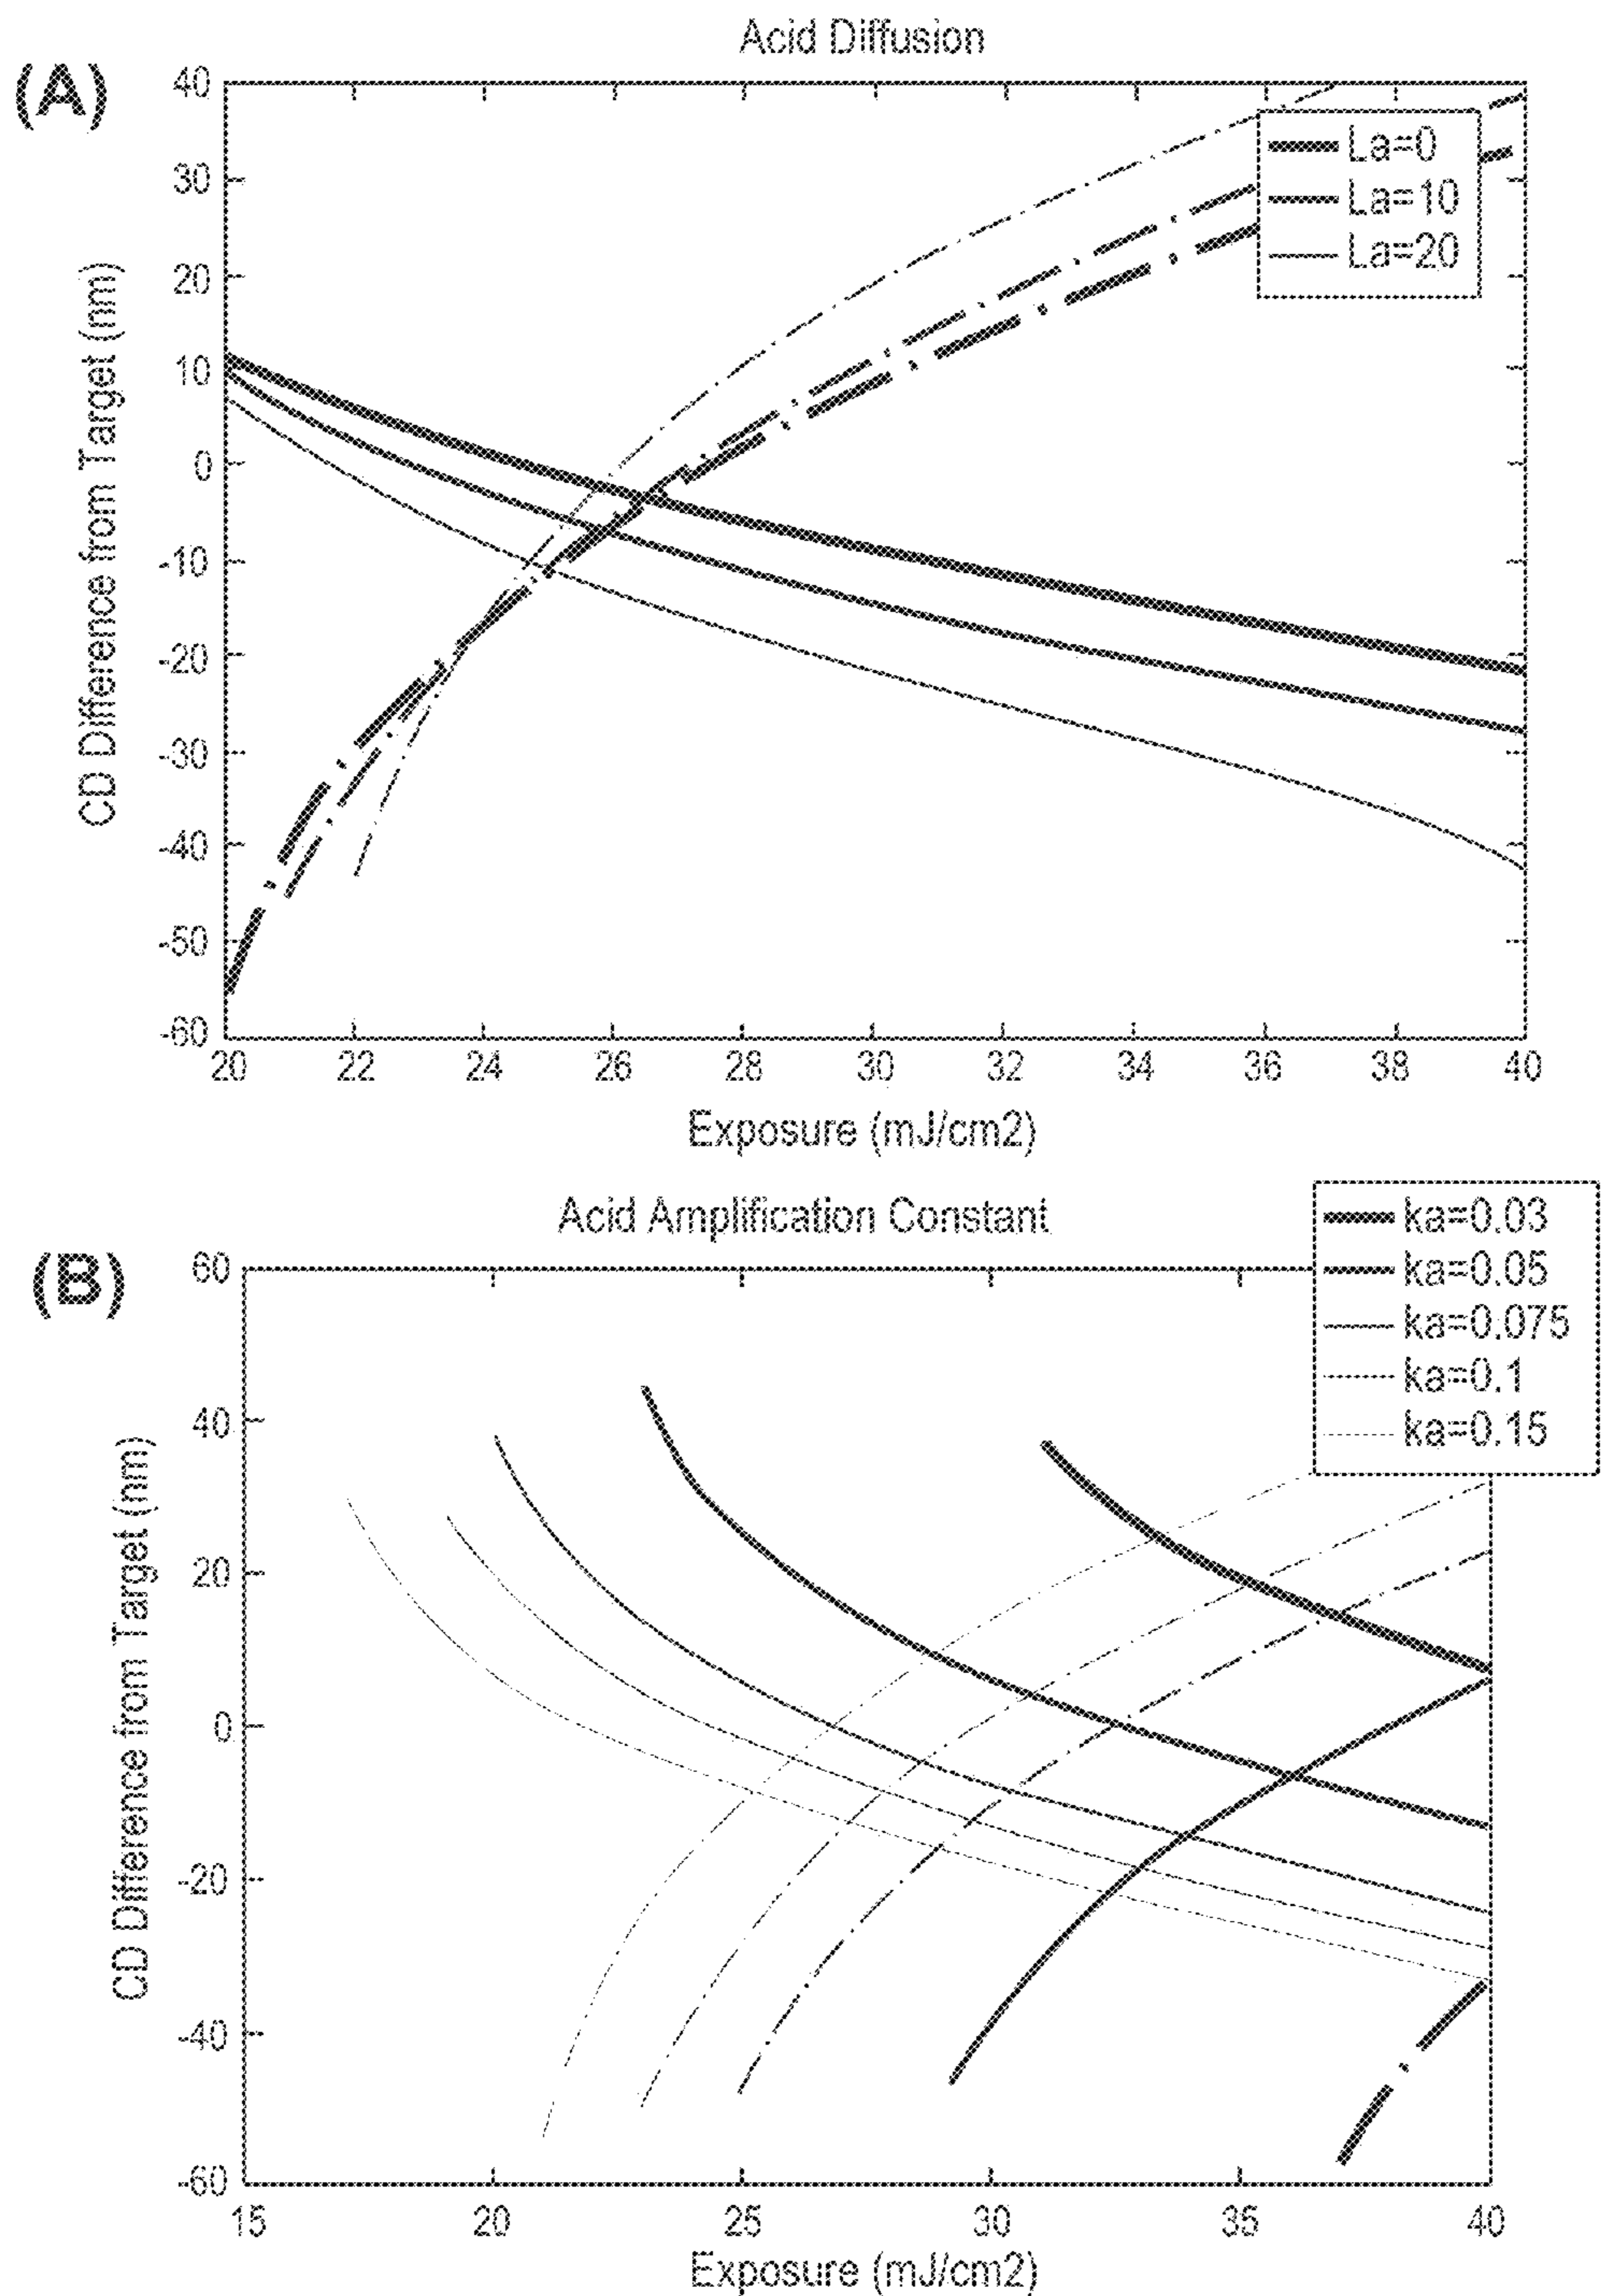 Acid Diffusion
(A)
40
30
20
10
0
-10
-20
-30
-40
-50
-60
CD Difference from Target (nm)
La=0
La=10
La=20
20 22 24 26 28 30 32 34 36 38 40
Exposure (mJ/cm2)
Acid Amplification Constant
(B)
60
40
20
0
-20
-40
-60
CD Difference from Target (nm)
ka=0.03
ka=0.05
ka=0.075
ka=0.1
ka=0.15
15 20 25 30 35 40
Exposure (mJ/cm2)